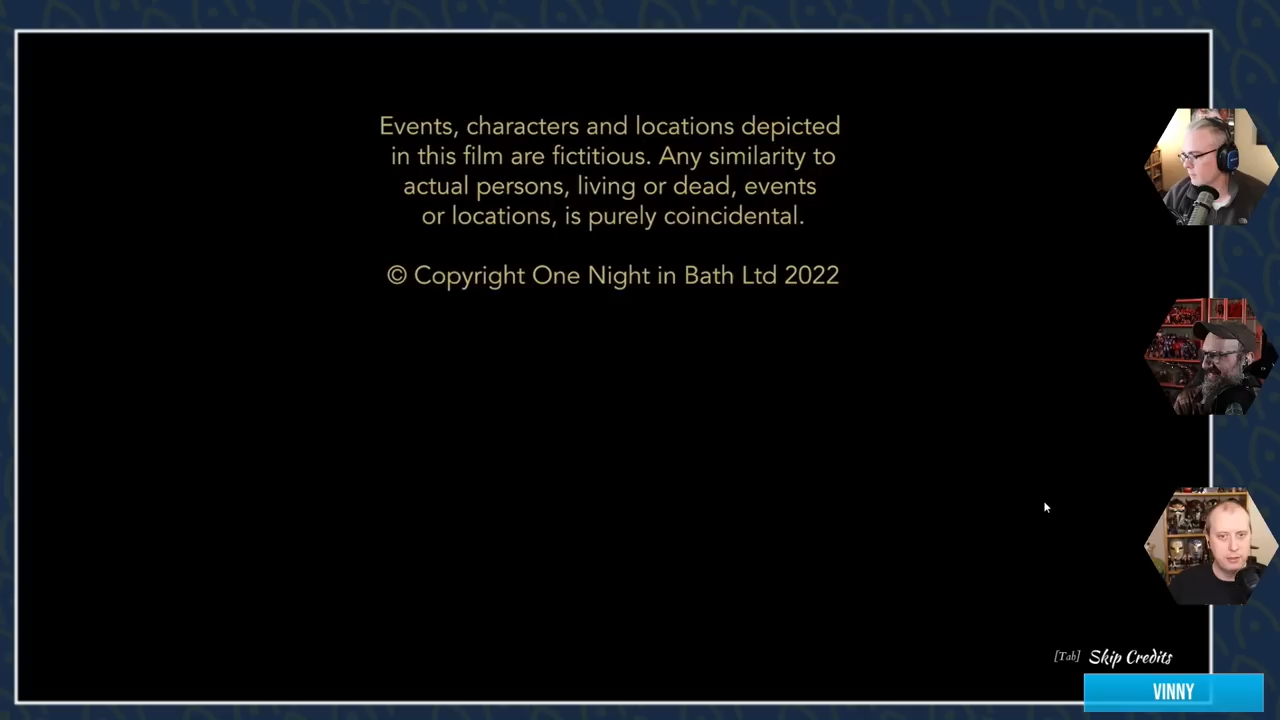 Events, characters and locations depicted
in this film are fictitious. Any similarity to
actual persons, living or dead, events
or locations, is purely coincidental.
© Copyright One Night in Bath Ltd 2022
[Tab] Skip Credits
VINNY